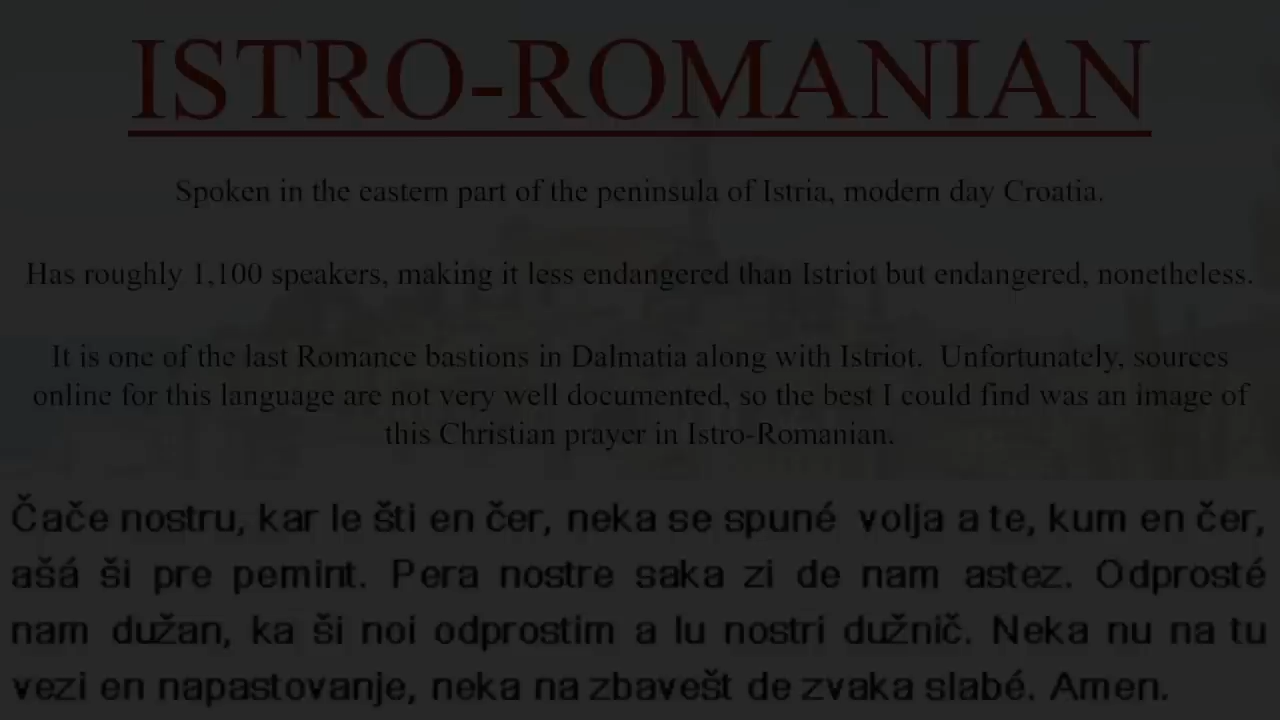 ISTRO-ROMANIAN
Spoken in the eastern part of the peninsula of Istria, modern day Croatia.
Has roughly 1,100 speakers, making it less endangered than Istriot but endangered, nonetheless.
It is one of the last Romance bastions in Dalmatia along with Istriot. Unfortunately, sources
online for this language are not very well documented, so the best I could find was an image of
this Christian prayer in Istro-Romanian.
Čače nostru, kar le šti en čer, neka se spuné volja a te, kum en čer,
ašá ši pre pemint. Pera nostre saka zi de nam astez. Odprosté
nam dužan, ka ši noi odprostim a lu nostri dužnič. Neka nu na tu
vezi en napastovanje, neka na zbavešt de zvaka slabé. Amen.